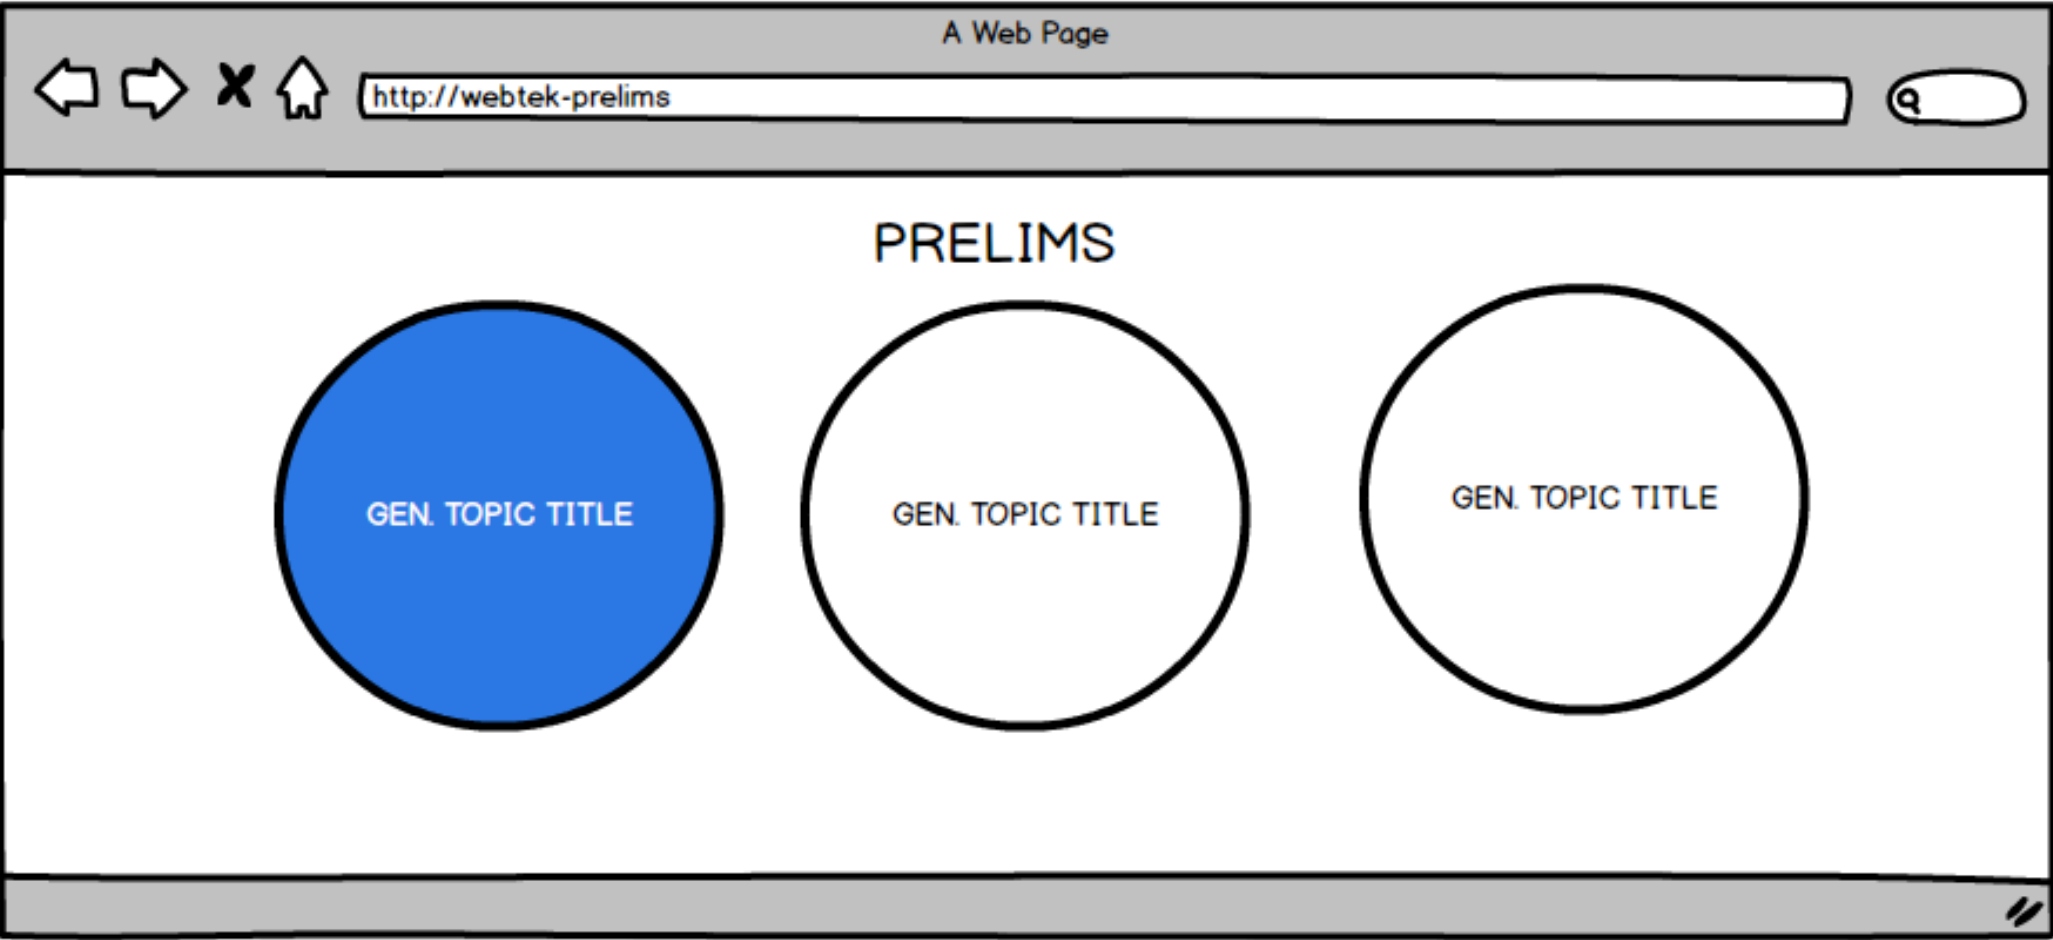 A Web Page
http://webtek-prelims
PRELIMS
GEN. TOPIC TITLE
GEN. TOPIC TITLE
GEN. TOPIC TITLE